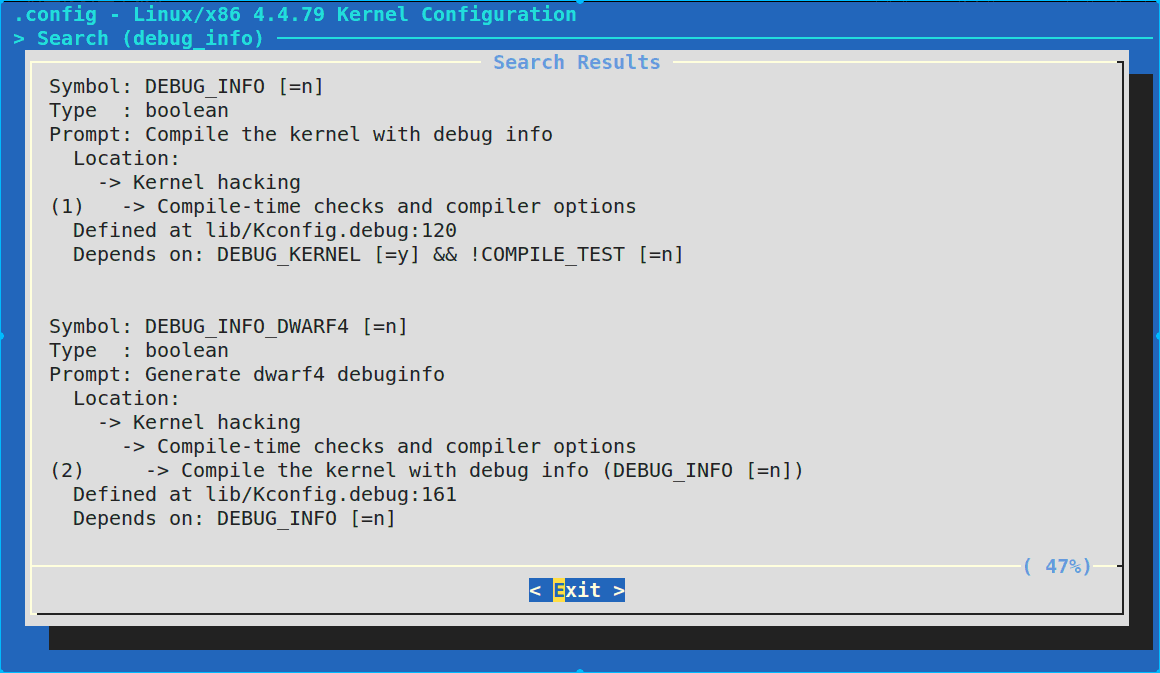 .config - Linux/x86 4.4.79 Kernel Configuration
> Search (debug_info)
Search Results
Symbol: DEBUG_INFO [=n]
Type  : boolean
Prompt: Compile the kernel with debug info
  Location:
    -> Kernel hacking
(1)   -> Compile-time checks and compiler options
  Defined at lib/Kconfig.debug:120
  Depends on: DEBUG_KERNEL [=y] && !COMPILE_TEST [=n]
Symbol: DEBUG_INFO_DWARF4 [=n]
Type  : boolean
Prompt: Generate dwarf4 debuginfo
  Location:
    -> Kernel hacking
      -> Compile-time checks and compiler options
(2)     -> Compile the kernel with debug info (DEBUG_INFO [=n])
  Defined at lib/Kconfig.debug:161
  Depends on: DEBUG_INFO [=n]
( 47%)
< Exit >